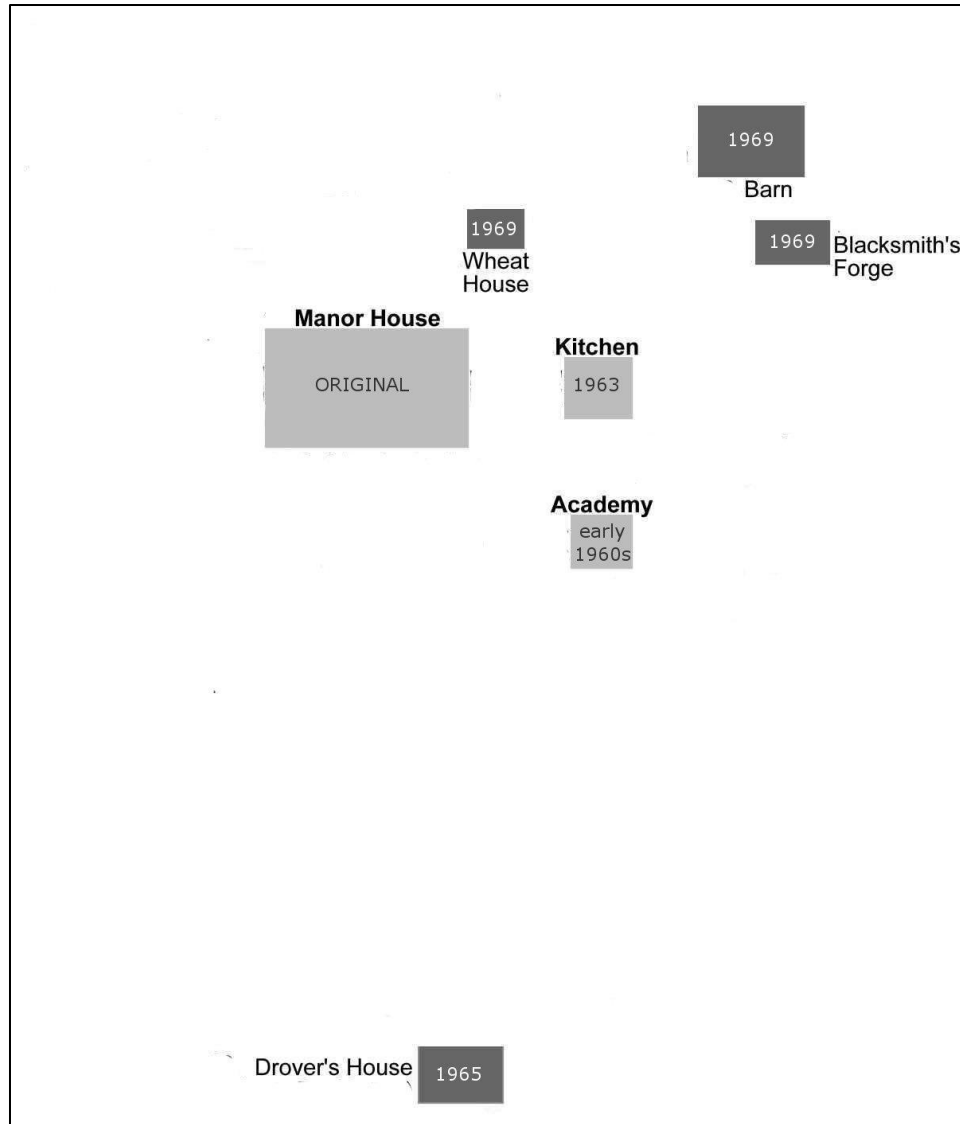 1969
Barn
1969
Wheat
House
1969
Blacksmith's
Forge
Manor House
ORIGINAL
Kitchen
1963
Academy
early
1960s
Drover's House
1965